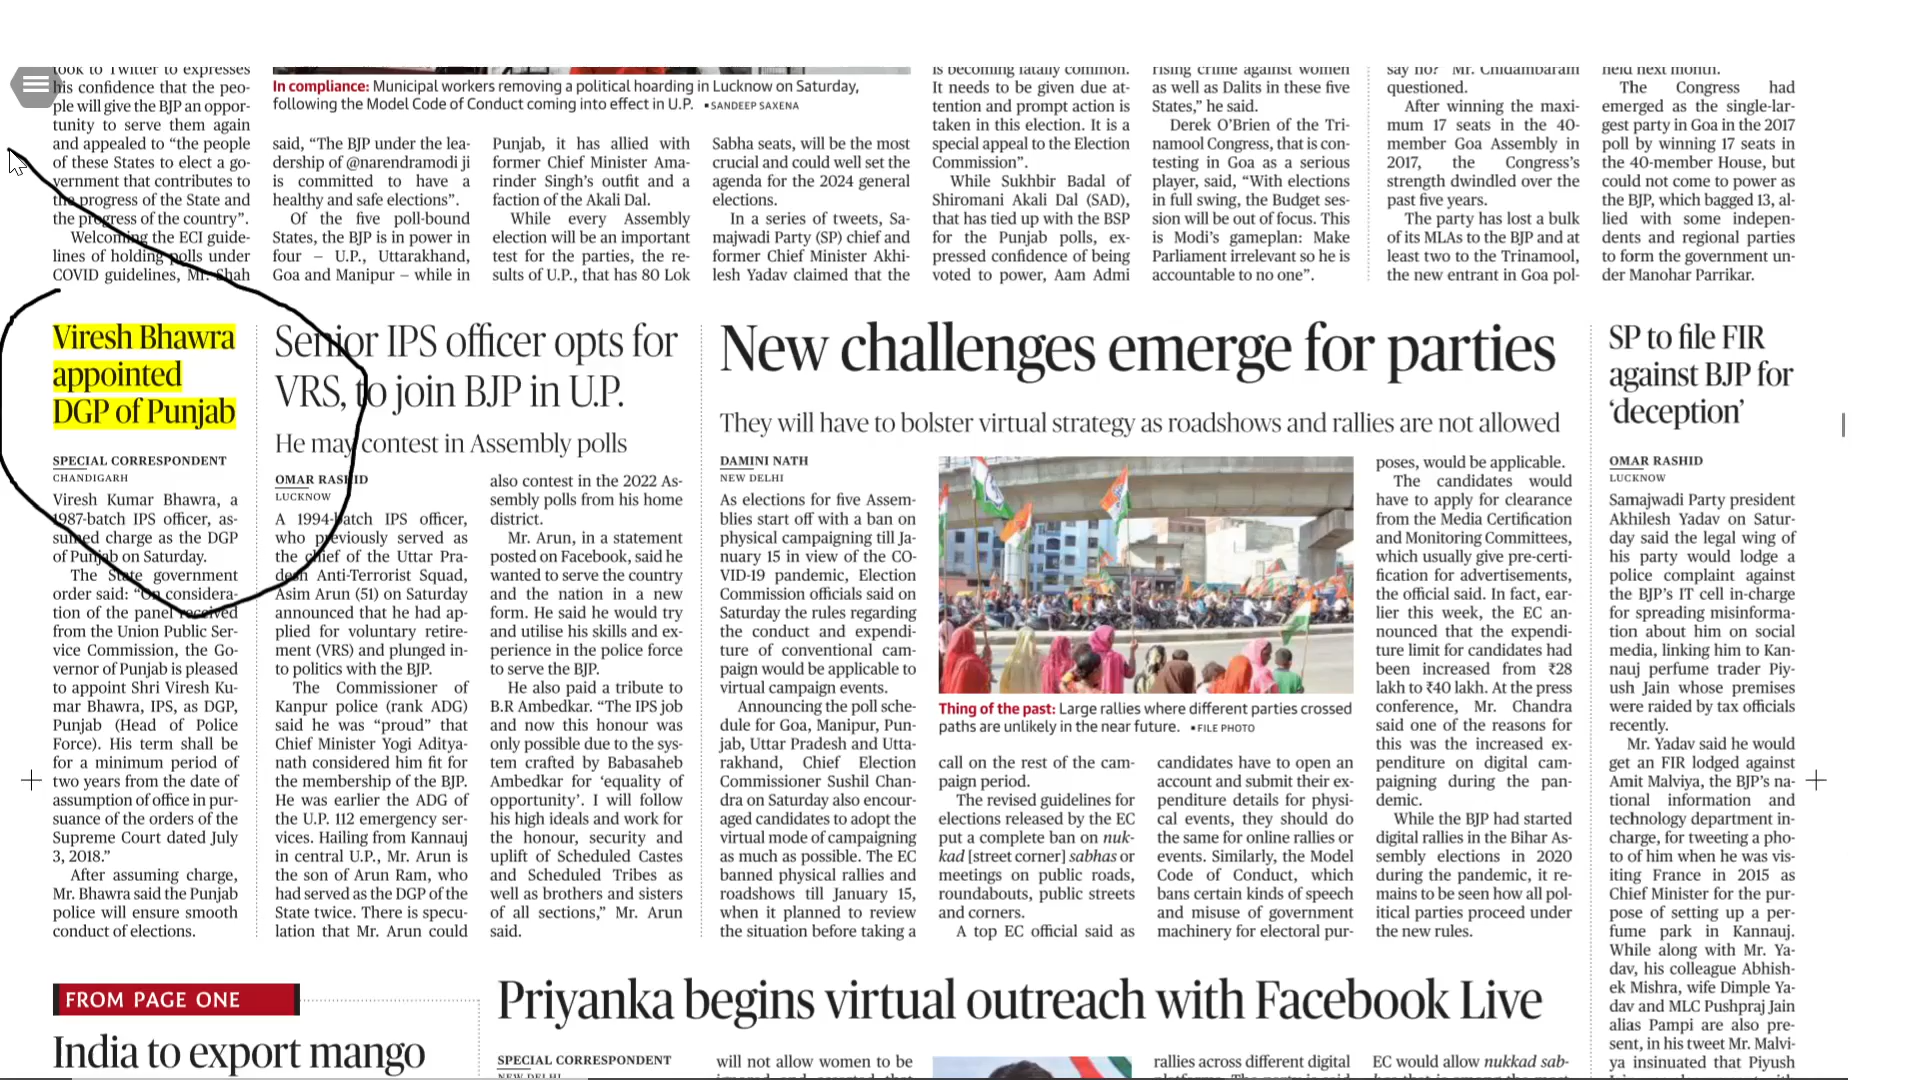 took to Twitter to expresses
his confidence that the peo-
ple will give the BJP an oppor-
tunity to serve them again
and appealed to “the people
of these States to elect a go-
vernment that contributes to
the progress of the State and
the progress of the country”.
Welcoming the ECI guide-
lines of holding polls under
COVID guidelines, Mr. Shah
In compliance: Municipal workers removing a political hoarding in Lucknow on Saturday,
following the Model Code of Conduct coming into effect in U.P. ▪SANDEEP SAXENA
said, “The BJP under the lea-
dership of @narendramodi ji
is committed to have a
healthy and safe elections”.
Of the five poll-bound
States, the BJP is in power in
four – U.P., Uttarakhand,
Goa and Manipur – while in
Punjab, it has allied with
former Chief Minister Ama-
rinder Singh’s outfit and a
faction of the Akali Dal.
While every Assembly
election will be an important
test for the parties, the re-
sults of U.P., that has 80 Lok
Sabha seats, will be the most
crucial and could well set the
agenda for the 2024 general
elections.
In a series of tweets, Sa-
majwadi Party (SP) chief and
former Chief Minister Akhi-
lesh Yadav claimed that the
is becoming fatally common.
It needs to be given due at-
tention and prompt action is
taken in this election. It is a
special appeal to the Election
Commission”.
While Sukhbir Badal of
Shiromani Akali Dal (SAD),
that has tied up with the BSP
for the Punjab polls, ex-
pressed confidence of being
voted to power, Aam Admi
rising crime against women
as well as Dalits in these five
States,” he said.
Derek O’Brien of the Tri-
namool Congress, that is con-
testing in Goa as a serious
player, said, “With elections
in full swing, the Budget ses-
sion will be out of focus. This
is Modi’s gameplan: Make
Parliament irrelevant so he is
accountable to no one”.
say no? Mr. Chidambaram
questioned.
After winning the maxi-
mum 17 seats in the 40-
member Goa Assembly in
2017, the Congress’s
strength dwindled over the
past five years.
The party has lost a bulk
of its MLAs to the BJP and at
least two to the Trinamool,
the new entrant in Goa pol-
held next month.
The Congress had
emerged as the single-lar-
gest party in Goa in the 2017
poll by winning 17 seats in
the 40-member House, but
could not come to power as
the BJP, which bagged 13, al-
lied with some indepen-
dents and regional parties
to form the government un-
der Manohar Parrikar.
Viresh Bhawra
appointed
DGP of Punjab
SPECIAL CORRESPONDENT
CHANDIGARH
Viresh Kumar Bhawra, a
1987-batch IPS officer, as-
sumed charge as the DGP
of Punjab on Saturday.
The State government
order said: “On considera-
tion of the panel received
from the Union Public Ser-
vice Commission, the Go-
vernor of Punjab is pleased
to appoint Shri Viresh Ku-
mar Bhawra, IPS, as DGP,
Punjab (Head of Police
Force). His term shall be
for a minimum period of
two years from the date of
assumption of office in pur-
suance of the orders of the
Supreme Court dated July
3, 2018.”
After assuming charge,
Mr. Bhawra said the Punjab
police will ensure smooth
conduct of elections.
Senior IPS officer opts for
VRS, to join BJP in U.P.
He may contest in Assembly polls
OMAR RASHID
LUCKNOW
A 1994-batch IPS officer,
who previously served as
the chief of the Uttar Pra-
desh Anti-Terrorist Squad,
Asim Arun (51) on Saturday
announced that he had ap-
plied for voluntary retire-
ment (VRS) and plunged in-
to politics with the BJP.
The Commissioner of
Kanpur police (rank ADG)
said he was “proud” that
Chief Minister Yogi Aditya-
nath considered him fit for
the membership of the BJP.
He was earlier the ADG of
the U.P. 112 emergency ser-
vices. Hailing from Kannauj
in central U.P., Mr. Arun is
the son of Arun Ram, who
had served as the DGP of the
State twice. There is specu-
lation that Mr. Arun could
also contest in the 2022 As-
sembly polls from his home
district.
Mr. Arun, in a statement
posted on Facebook, said he
wanted to serve the country
and the nation in a new
form. He said he would try
and utilise his skills and ex-
perience in the police force
to serve the BJP.
He also paid a tribute to
B.R Ambedkar. “The IPS job
and now this honour was
only possible due to the sys-
tem crafted by Babasaheb
Ambedkar for ‘equality of
opportunity’. I will follow
his high ideals and work for
the honour, security and
uplift of Scheduled Castes
and Scheduled Tribes as
well as brothers and sisters
of all sections,” Mr. Arun
said.
New challenges emerge for parties
They will have to bolster virtual strategy as roadshows and rallies are not allowed
DAMINI NATH
NEW DELHI
As elections for five Assem-
blies start off with a ban on
physical campaigning till Ja-
nuary 15 in view of the CO-
VID-19 pandemic, Election
Commission officials said on
Saturday the rules regarding
the conduct and expendi-
ture of conventional cam-
paign would be applicable to
virtual campaign events.
Announcing the poll sche-
dule for Goa, Manipur, Pun-
jab, Uttar Pradesh and Utta-
rakhand, Chief Election
Commissioner Sushil Chan-
dra on Saturday also encour-
aged candidates to adopt the
virtual mode of campaigning
as much as possible. The EC
banned physical rallies and
roadshows till January 15,
when it planned to review
the situation before taking a
Thing of the past: Large rallies where different parties crossed
paths are unlikely in the near future. ▪FILE PHOTO
call on the rest of the cam-
paign period.
The revised guidelines for
elections released by the EC
put a complete ban on nuk-
kad [street corner] sabhas or
meetings on public roads,
roundabouts, public streets
and corners.
A top EC official said as
candidates have to open an
account and submit their ex-
penditure details for physi-
cal events, they should do
the same for online rallies or
events. Similarly, the Model
Code of Conduct, which
bans certain kinds of speech
and misuse of government
machinery for electoral pur-
poses, would be applicable.
The candidates would
have to apply for clearance
from the Media Certification
and Monitoring Committees,
which usually give pre-certi-
fication for advertisements,
the official said. In fact, ear-
lier this week, the EC an-
nounced that the expendi-
ture limit for candidates had
been increased from ₹28
lakh to ₹40 lakh. At the press
conference, Mr. Chandra
said one of the reasons for
this was the increased ex-
penditure on digital cam-
paigning during the pan-
demic.
While the BJP had started
digital rallies in the Bihar As-
sembly elections in 2020
during the pandemic, it re-
mains to be seen how all pol-
itical parties proceed under
the new rules.
SP to file FIR
against BJP for
‘deception’
OMAR RASHID
LUCKNOW
Samajwadi Party president
Akhilesh Yadav on Satur-
day said the legal wing of
his party would lodge a
police complaint against
the BJP’s IT cell in-charge
for spreading misinforma-
tion about him on social
media, linking him to Kan-
nauj perfume trader Piy-
ush Jain whose premises
were raided by tax officials
recently.
Mr. Yadav said he would
get an FIR lodged against
Amit Malviya, the BJP’s na-
tional information and
technology department in-
charge, for tweeting a pho-
to of him when he was vis-
iting France in 2015 as
Chief Minister for the pur-
pose of setting up a per-
fume park in Kannauj.
While along with Mr. Ya-
dav, his colleague Abhish-
ek Mishra, wife Dimple Ya-
dav and MLC Pushpraj Jain
alias Pampi are also pre-
sent, in his tweet Mr. Malvi-
ya insinuated that Piyush
FROM PAGE ONE
India to export mango
Priyanka begins virtual outreach with Facebook Live
SPECIAL CORRESPONDENT
NEW DELHI
will not allow women to be
rallies across different digital
EC would allow nukkad sab-